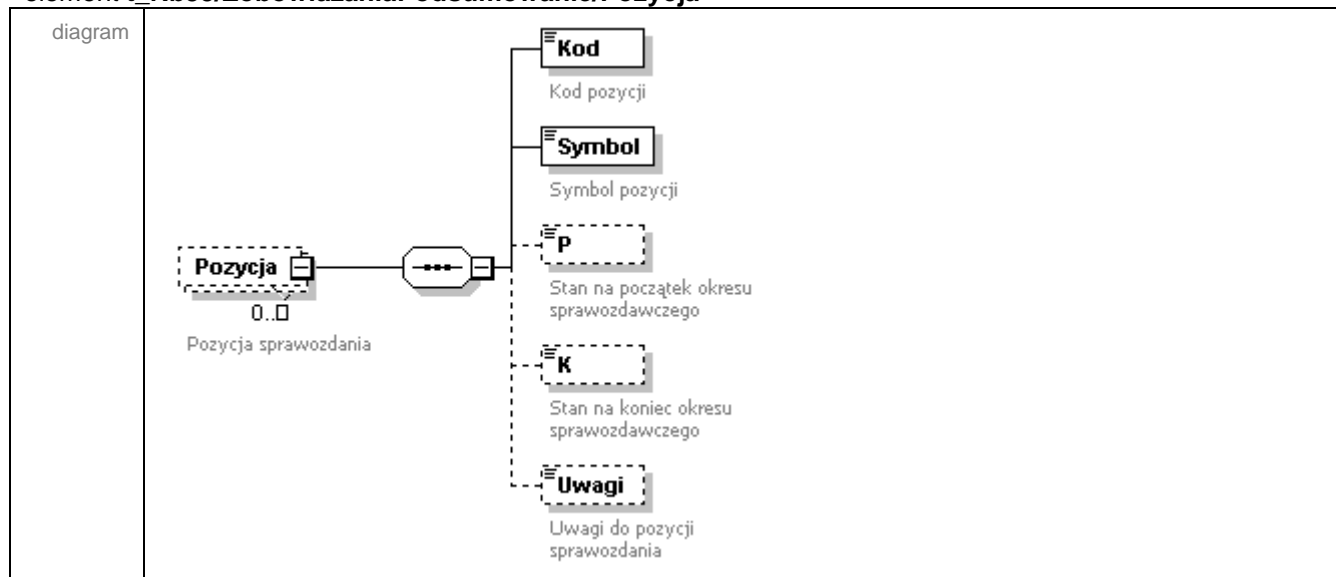 diagram
Kod
Kod pozycji
Symbol
Symbol pozycji
P
Stan na początek okresu
sprawozdawczego
Pozycja
0..
Pozycja sprawozdania
K
Stan na koniec okresu
sprawozdawczego
Uwagi
Uwagi do pozycji
sprawozdania